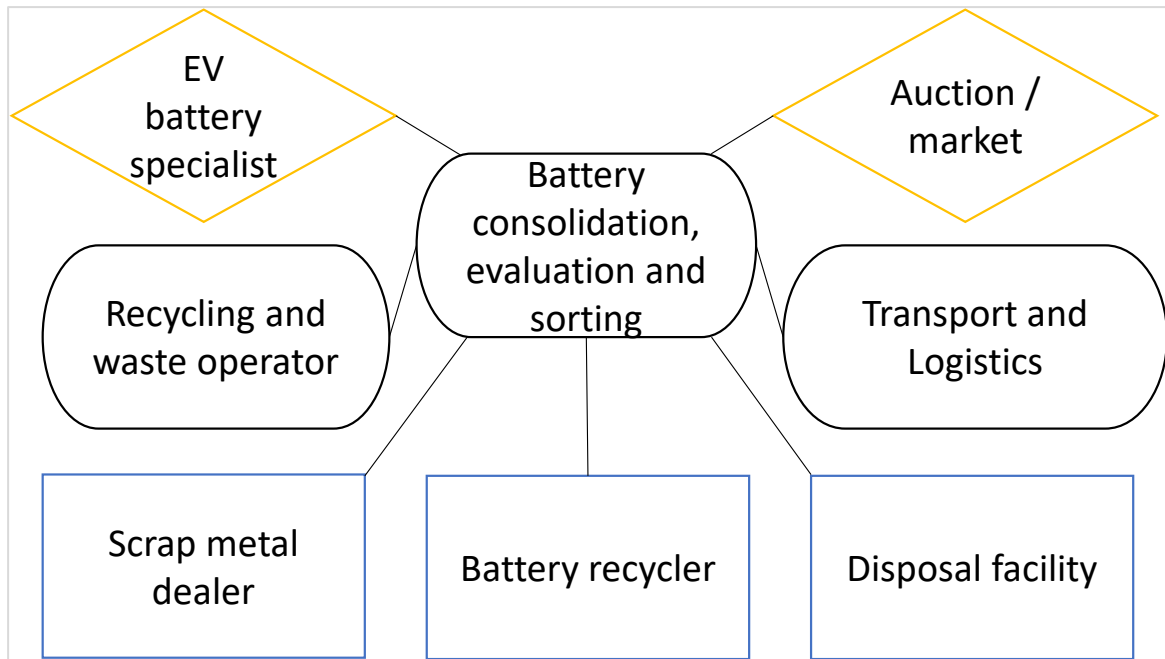 EV
battery
specialist
Auction /
market
Battery
consolidation,
evaluation and
sorting
Recycling and
waste operator
Transport and
Logistics
Scrap metal
dealer
Battery recycler
Disposal facility